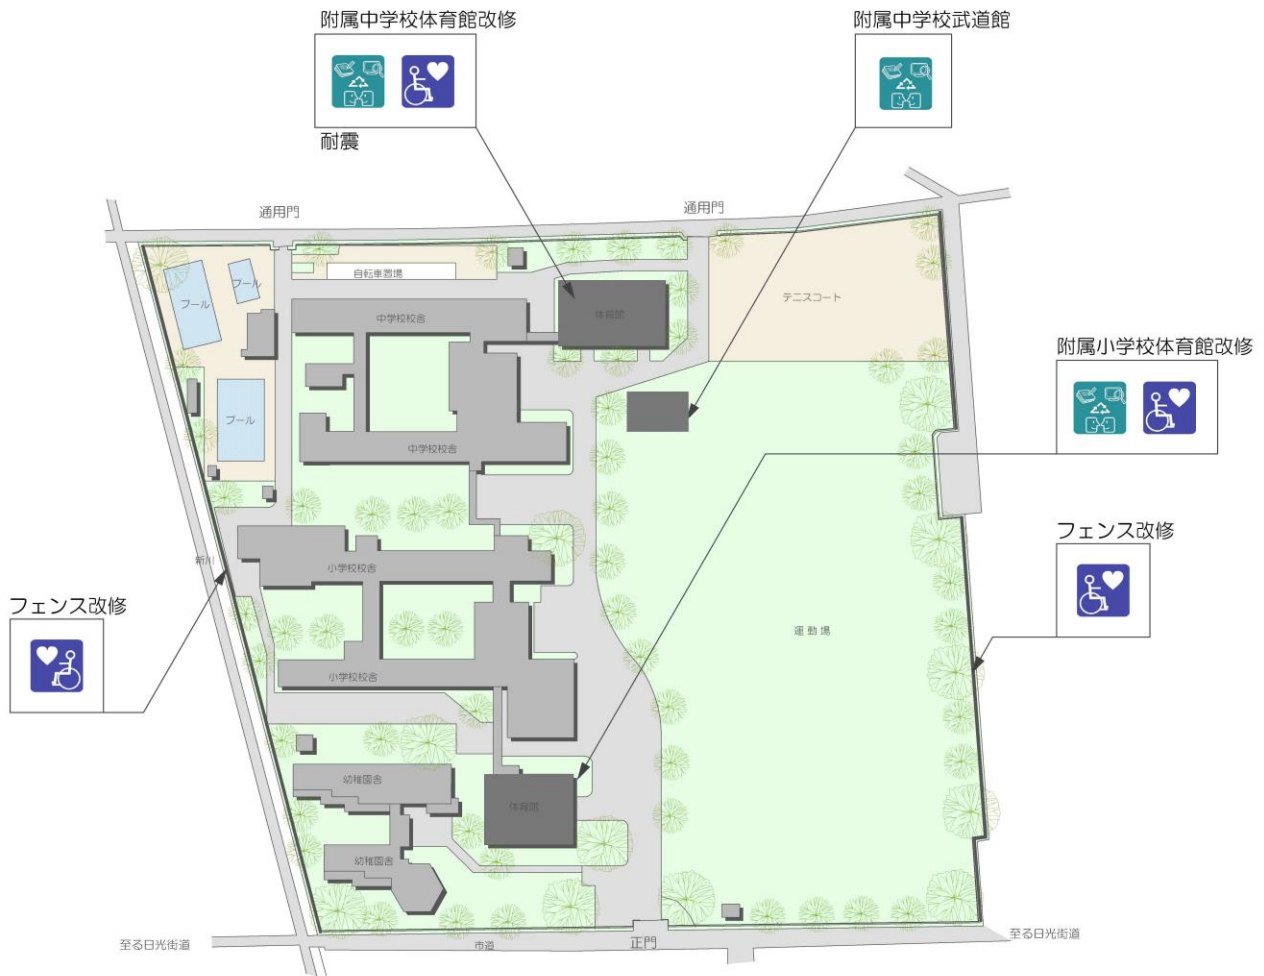 附属中学校体育館改修
附属中学校武道館
耐震
通用門
通用門
自転車置場
プール
プール
テニスコート
中学校校舎
体育館
附属小学校体育館改修
プール
中学校校舎
フェンス改修
新川
小学校校舎
フェンス改修
運動場
小学校校舎
幼稚園舎
体育館
幼稚園舎
至る日光街道
市道
正門
至る日光街道